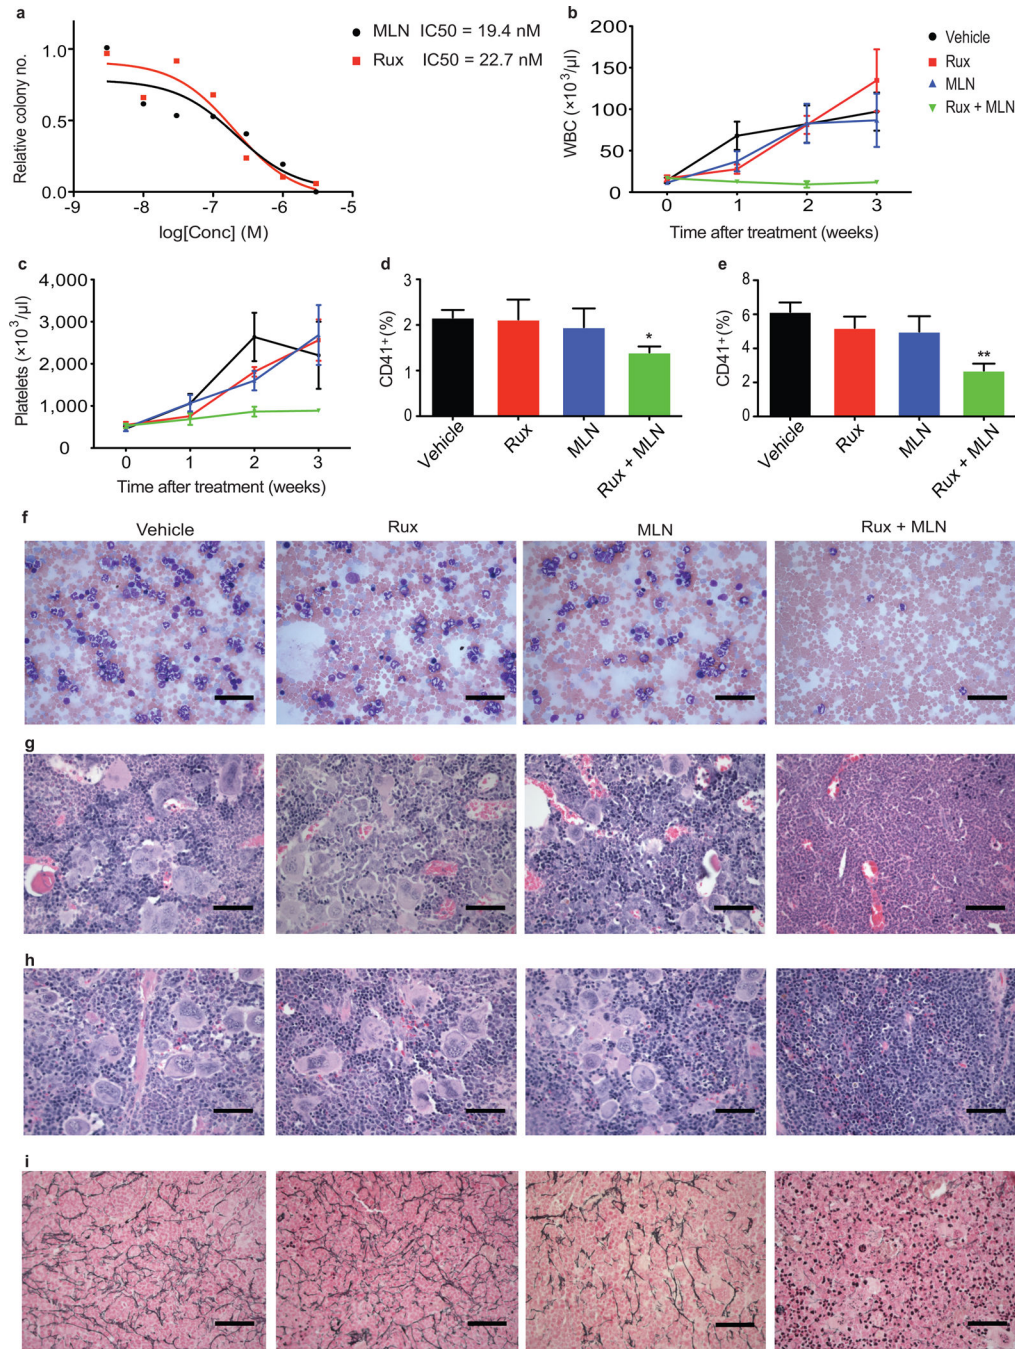 a
Relative colony no.
1.0
0.5
0.0
-9
-8
-7
-6
-5
log[Conc] (M)
MLN IC50 = 19.4 nM
Rux IC50 = 22.7 nM
b
WBC (×10³/µl)
200
150
100
50
0
0
1
2
3
Time after treatment (weeks)
Vehicle
Rux
MLN
Rux + MLN
c
Platelets (×10³/µl)
4,000
3,000
2,000
1,000
0
0
1
2
3
Time after treatment (weeks)
d
CD41⁺(%)
3
2
1
0
*
Vehicle
Rux
MLN
Rux + MLN
e
CD41⁺(%)
8
6
4
2
0
**
Vehicle
Rux
MLN
Rux + MLN
f
Vehicle
Rux
MLN
Rux + MLN
g
h
i